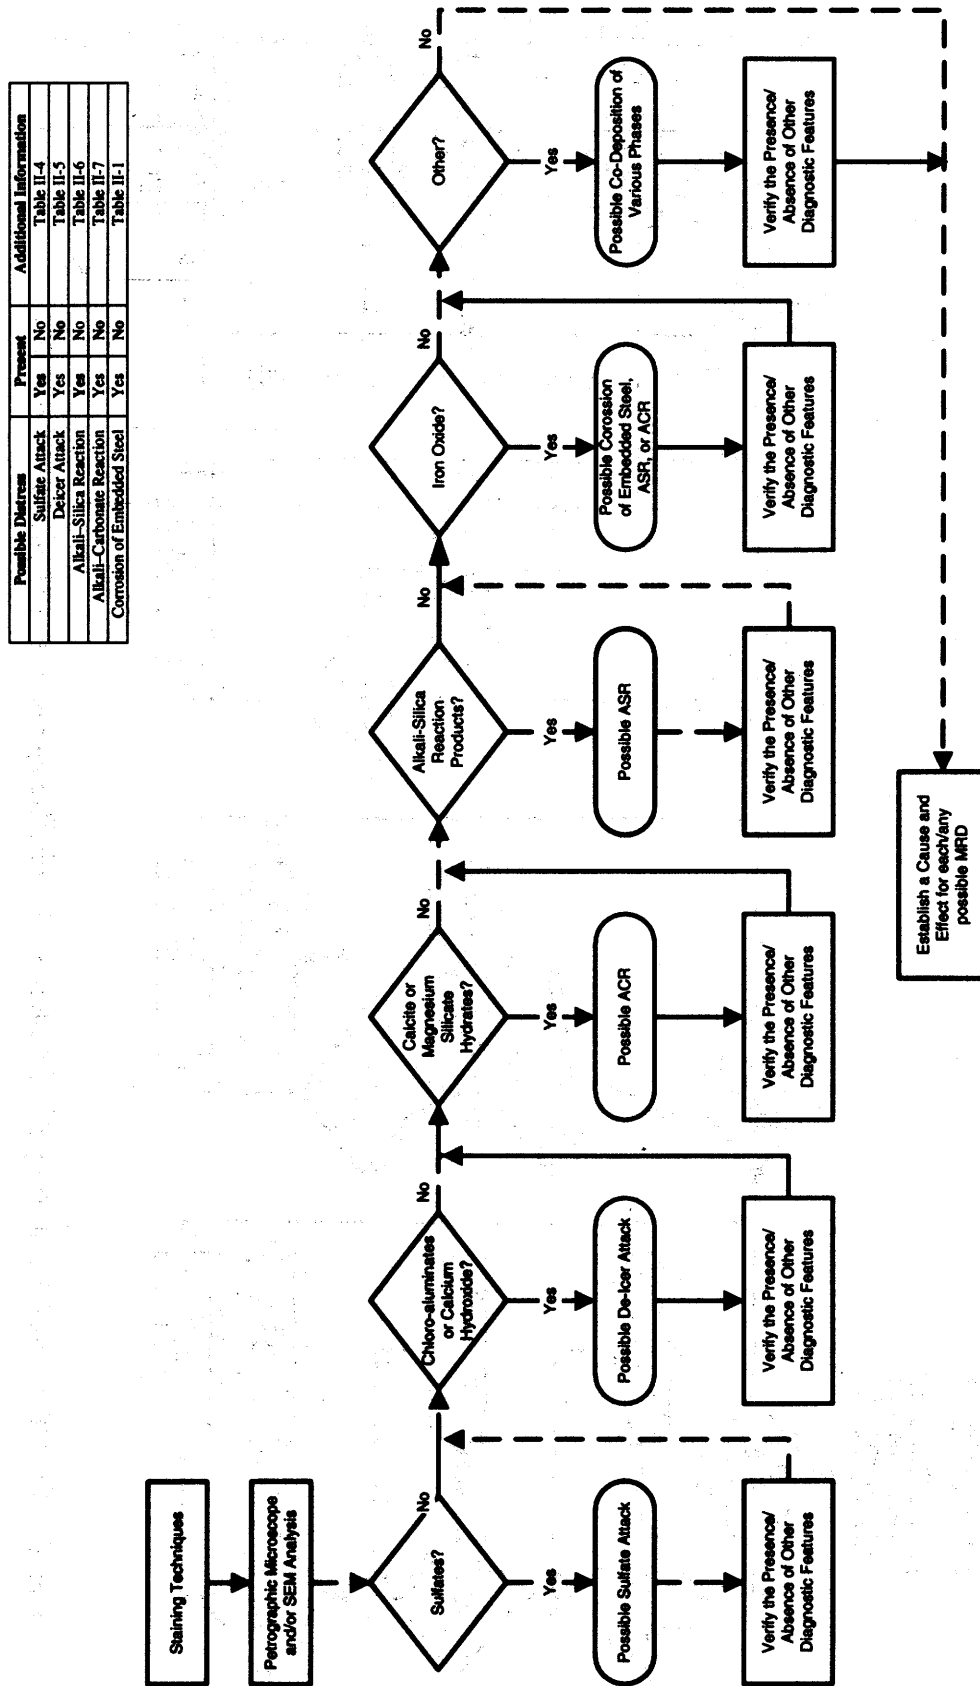 Possible Distress Present Additional Information
Sulfate Attack Yes No Table II-4
Deicer Attack Yes No Table II-5
Alkali–Silica Reaction Yes No Table II-6
Alkali–Carbonate Reaction Yes No Table II-7
Corrosion of Embedded Steel Yes No Table II-1
Staining Techniques
Petrographic Microscope
and/or SEM Analysis
Sulfates?
No
Yes
Possible Sulfate Attack
Verify the Presence/
Absence of Other
Diagnostic Features
Chloro-aluminates
or Calcium
Hydroxide?
No
Yes
Possible De-icer Attack
Verify the Presence/
Absence of Other
Diagnostic Features
Calcite or
Magnesium
Silicate
Hydrates?
No
Yes
Possible ACR
Verify the Presence/
Absence of Other
Diagnostic Features
Alkali-Silica
Reaction
Products?
No
Yes
Possible ASR
Verify the Presence/
Absence of Other
Diagnostic Features
Iron Oxide?
No
Yes
Possible Corossion
of Embedded Steel,
ASR, or ACR
Verify the Presence/
Absence of Other
Diagnostic Features
Other?
No
Yes
Possible Co-Deposition of
Various Phases
Verify the Presence/
Absence of Other
Diagnostic Features
Establish a Cause and
Effect for each/any
possible MRD